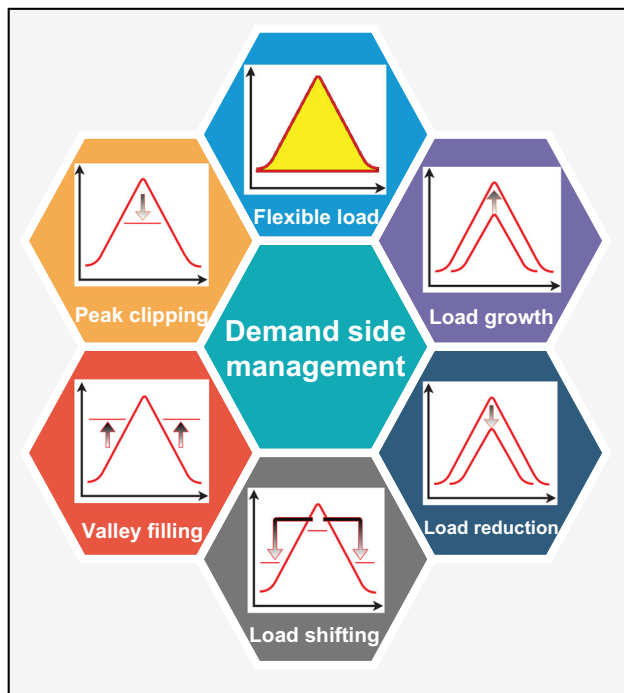 Flexible load
Peak clipping
Load growth
Demand side
management
Valley filling
Load reduction
Load shifting